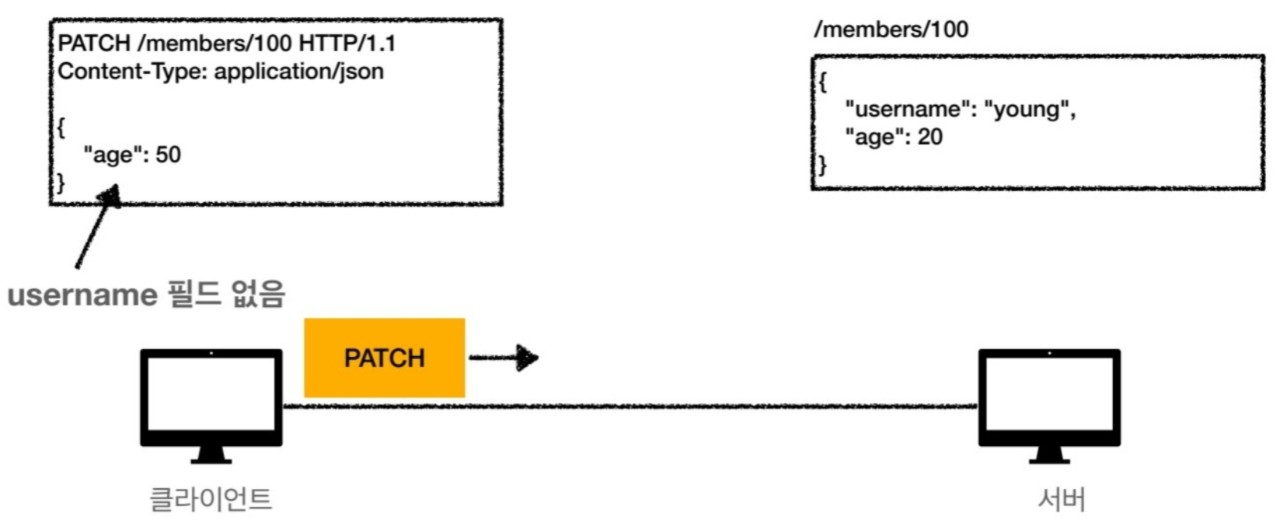 PATCH /members/100 HTTP/1.1
Content-Type: application/json
{
"age": 50
}
username 필드 없음
/members/100
{
"username": "young",
"age": 20
}
PATCH
클라이언트
서버